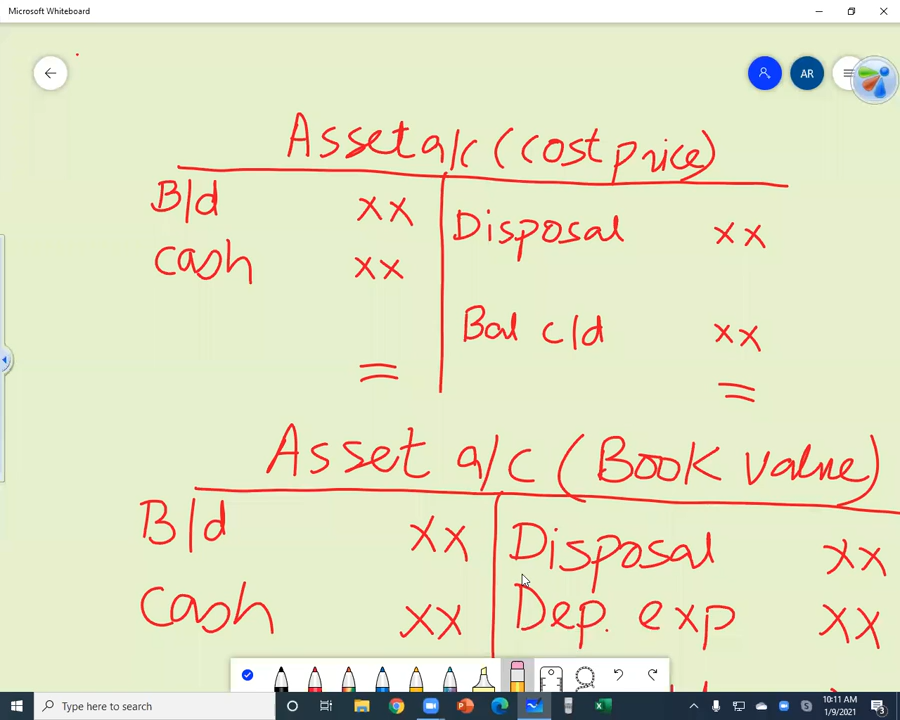 Microsoft Whiteboard
AR
Asset a/c (cost price)
B/d xx Disposal xx
cash xx
Bal c/d xx
Asset a/c (Book value)
B/d xx Disposal xx
cash xx Dep. exp xx
Type here to search
10:11 AM
1/9/2021
3